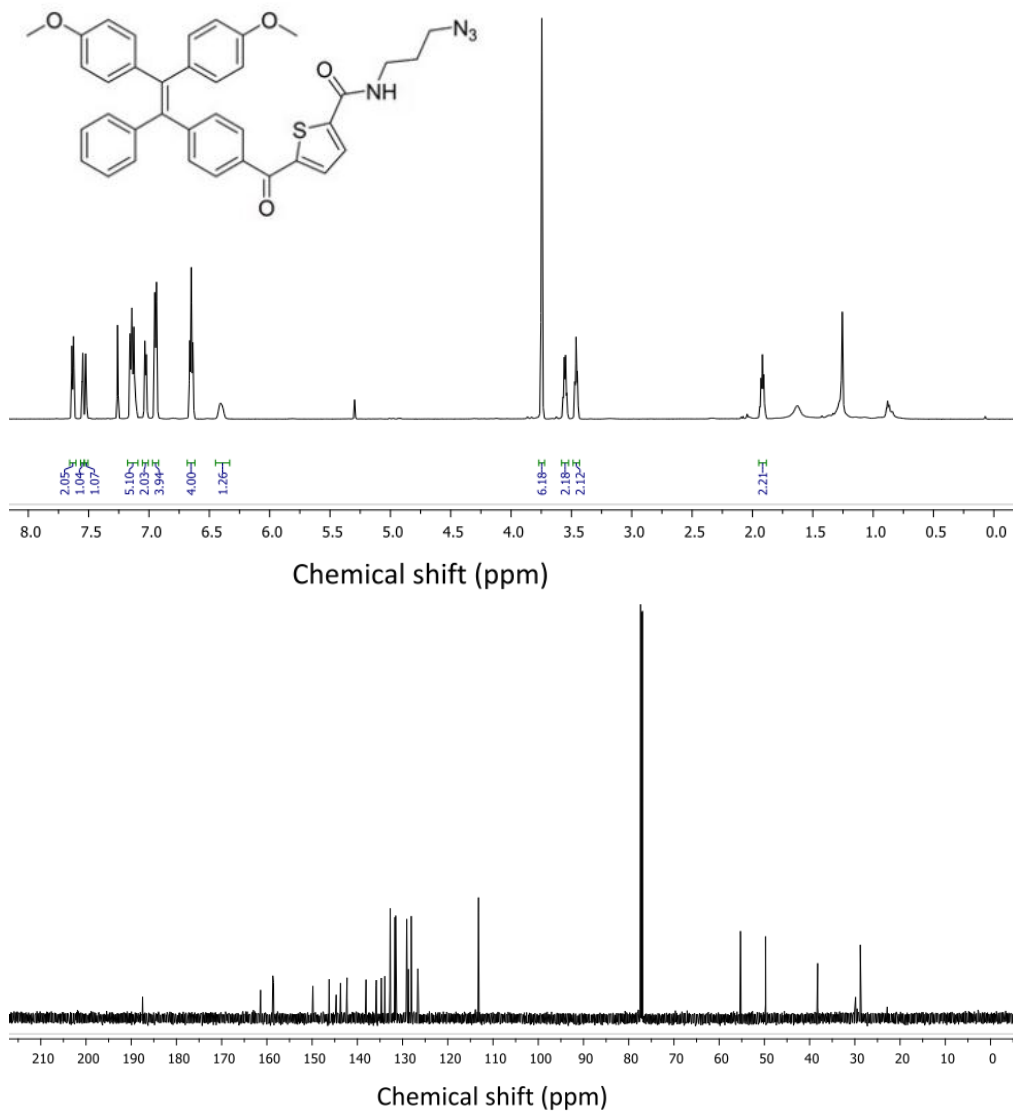 O
O
N₃
O
NH
S
O
2.05
1.04
1.07
5.10
2.03
3.94
4.00
1.26
6.18
2.18
2.12
2.21
8.0 7.5 7.0 6.5 6.0 5.5 5.0 4.5 4.0 3.5 3.0 2.5 2.0 1.5 1.0 0.5 0.0
Chemical shift (ppm)
210 200 190 180 170 160 150 140 130 120 110 100 90 80 70 60 50 40 30 20 10 0
Chemical shift (ppm)